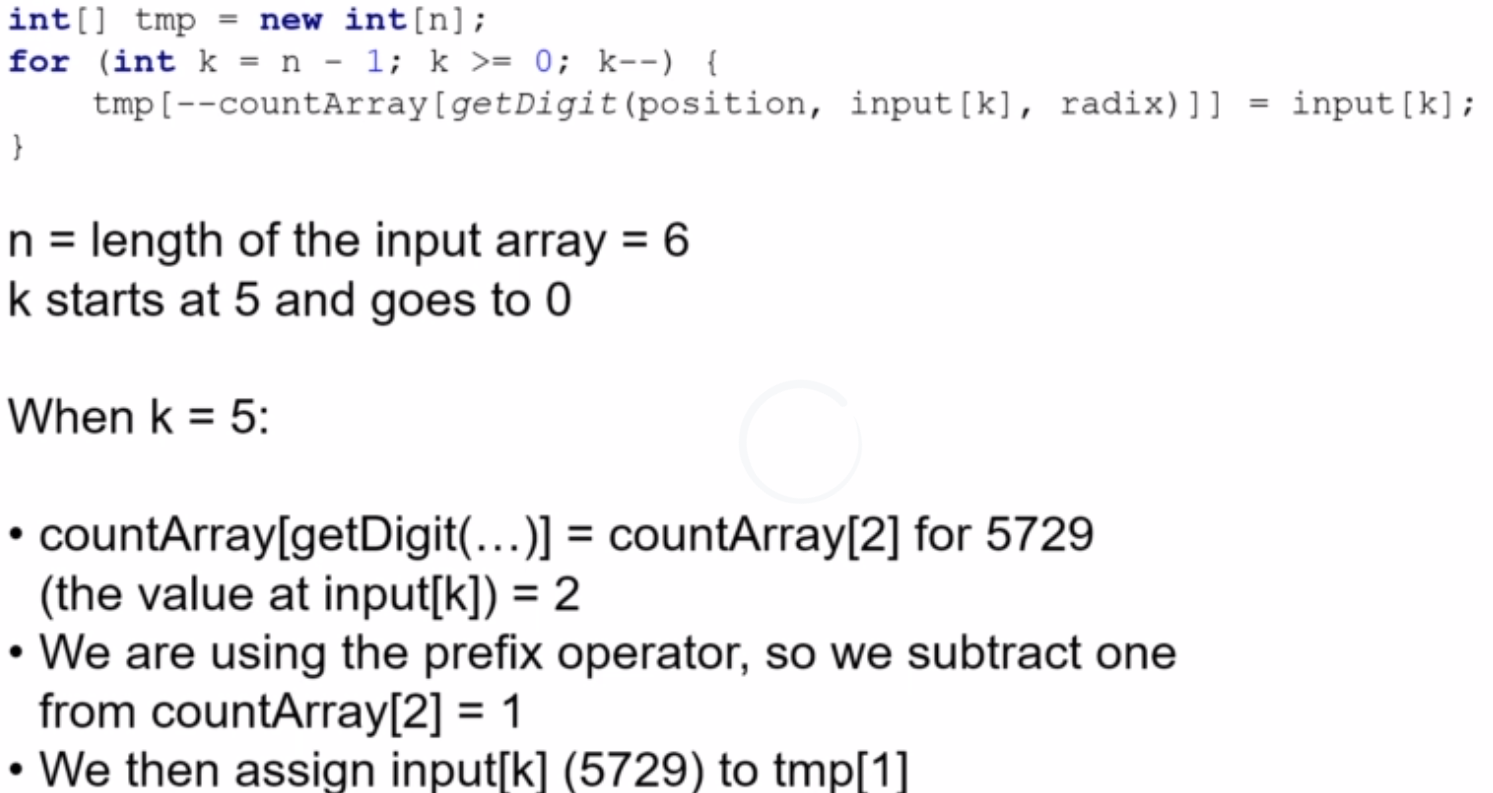 int[] tmp = new int[n];
for (int k = n - 1; k >= 0; k--) {
    tmp[--countArray[getDigit(position, input[k], radix)]] = input[k];
}
n = length of the input array = 6
k starts at 5 and goes to 0
When k = 5:
• countArray[getDigit(...)] = countArray[2] for 5729
(the value at input[k]) = 2
• We are using the prefix operator, so we subtract one
from countArray[2] = 1
• We then assign input[k] (5729) to tmp[1]